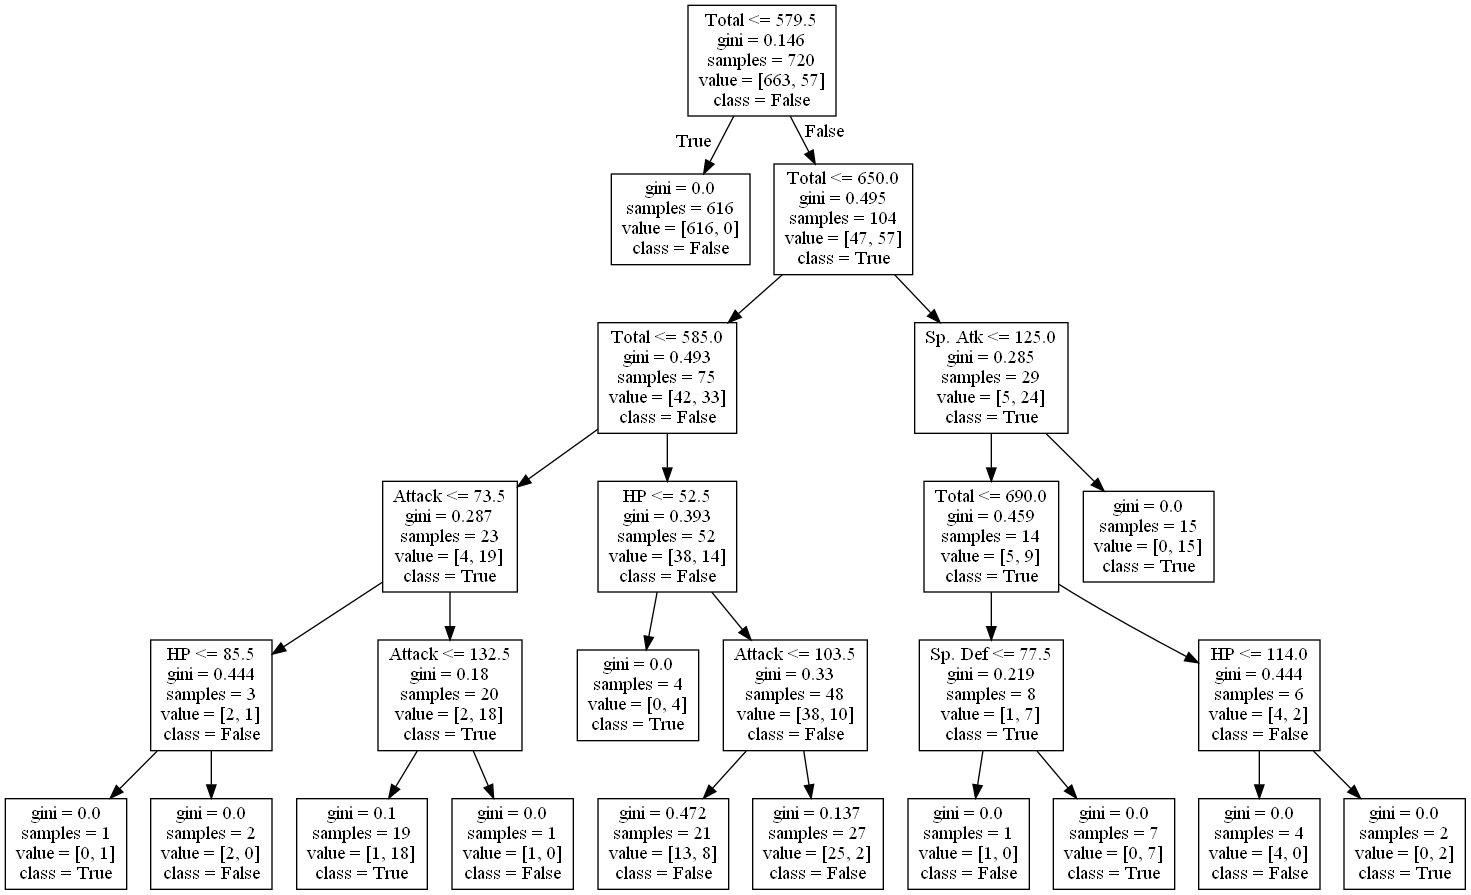 Total <= 579.5
gini = 0.146
samples = 720
value = [663, 57]
class = False
True
False
gini = 0.0
samples = 616
value = [616, 0]
class = False
Total <= 650.0
gini = 0.495
samples = 104
value = [47, 57]
class = True
Total <= 585.0
gini = 0.493
samples = 75
value = [42, 33]
class = False
Sp. Atk <= 125.0
gini = 0.285
samples = 29
value = [5, 24]
class = True
Attack <= 73.5
gini = 0.287
samples = 23
value = [4, 19]
class = True
HP <= 52.5
gini = 0.393
samples = 52
value = [38, 14]
class = False
Total <= 690.0
gini = 0.459
samples = 14
value = [5, 9]
class = True
gini = 0.0
samples = 15
value = [0, 15]
class = True
HP <= 85.5
gini = 0.444
samples = 3
value = [2, 1]
class = False
Attack <= 132.5
gini = 0.18
samples = 20
value = [2, 18]
class = True
gini = 0.0
samples = 4
value = [0, 4]
class = True
Attack <= 103.5
gini = 0.33
samples = 48
value = [38, 10]
class = False
Sp. Def <= 77.5
gini = 0.219
samples = 8
value = [1, 7]
class = True
HP <= 114.0
gini = 0.444
samples = 6
value = [4, 2]
class = False
gini = 0.0
samples = 1
value = [0, 1]
class = True
gini = 0.0
samples = 2
value = [2, 0]
class = False
gini = 0.1
samples = 19
value = [1, 18]
class = True
gini = 0.0
samples = 1
value = [1, 0]
class = False
gini = 0.472
samples = 21
value = [13, 8]
class = False
gini = 0.137
samples = 27
value = [25, 2]
class = False
gini = 0.0
samples = 1
value = [1, 0]
class = False
gini = 0.0
samples = 7
value = [0, 7]
class = True
gini = 0.0
samples = 4
value = [4, 0]
class = False
gini = 0.0
samples = 2
value = [0, 2]
class = True